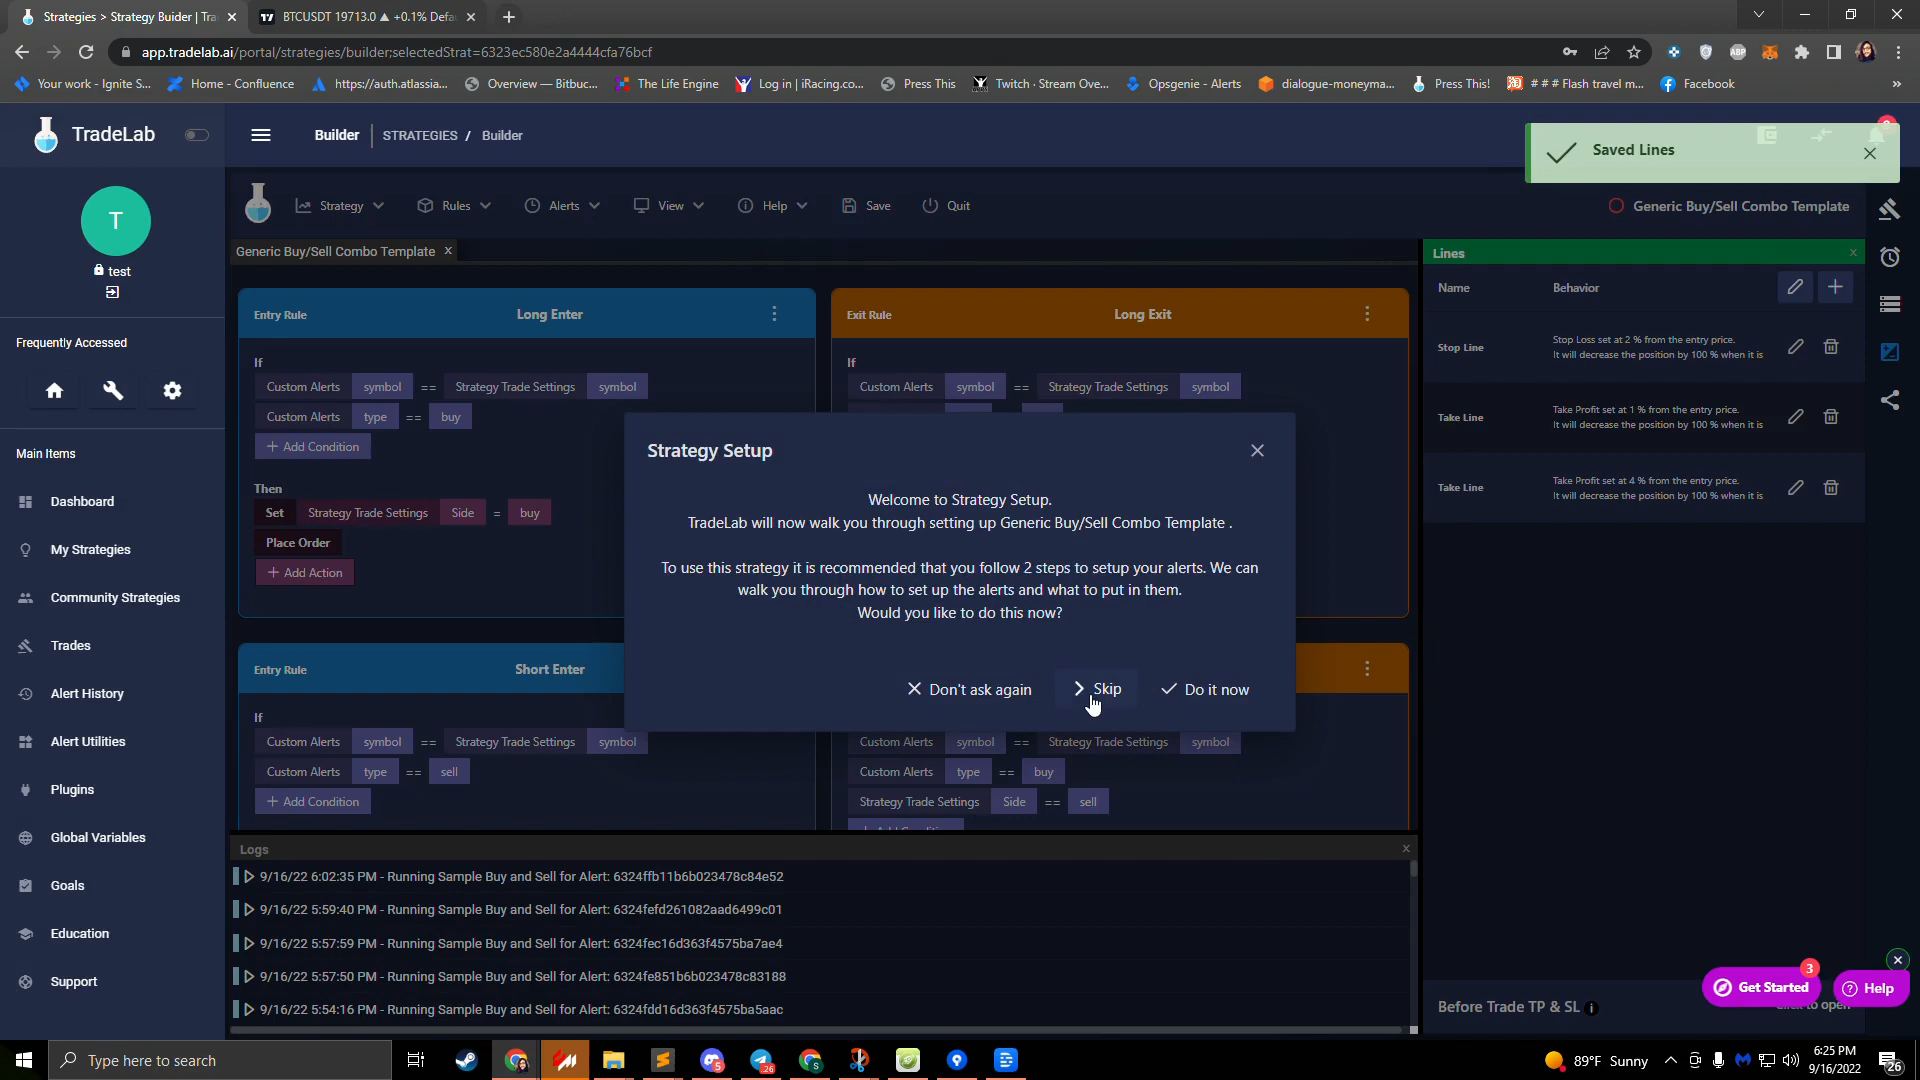 Strategies > Strategy Buider | Tra
BTCUSDT 19713.0 ▲ +0.1% Defa
app.tradelab.ai/portal/strategies/builder;selectedStrat=6323ec580e2a4444cfa76bcf
Your work - Ignite S...
Home - Confluence
https://auth.atlassia...
Overview — Bitbuc...
The Life Engine
Log in | iRacing.co...
Press This
Twitch · Stream Ove...
Opsgenie - Alerts
dialogue-moneyma...
Press This!
# # # Flash travel m...
Facebook
»
TradeLab
Builder
STRATEGIES / Builder
Saved Lines
T
test
Strategy
Rules
Alerts
View
Help
Save
Quit
Generic Buy/Sell Combo Template
Generic Buy/Sell Combo Template x
Frequently Accessed
Main Items
Dashboard
My Strategies
Community Strategies
Trades
Alert History
Alert Utilities
Plugins
Global Variables
Goals
Education
Support
Entry Rule Long Enter
If
Custom Alerts symbol == Strategy Trade Settings symbol
Custom Alerts type == buy
+ Add Condition
Then
Set Strategy Trade Settings Side = buy
Place Order
+ Add Action
Exit Rule Long Exit
If
Custom Alerts symbol == Strategy Trade Settings symbol
Strategy Setup
Welcome to Strategy Setup.
TradeLab will now walk you through setting up Generic Buy/Sell Combo Template .
To use this strategy it is recommended that you follow 2 steps to setup your alerts. We can
walk you through how to set up the alerts and what to put in them.
Would you like to do this now?
Don't ask again
Skip
Do it now
Entry Rule Short Enter
If
Custom Alerts symbol == Strategy Trade Settings symbol
Custom Alerts type == sell
+ Add Condition
Custom Alerts symbol == Strategy Trade Settings symbol
Custom Alerts type == buy
Strategy Trade Settings Side == sell
Lines
Name Behavior
Stop Line
Stop Loss set at 2 % from the entry price.
It will decrease the position by 100 % when it is
Take Line
Take Profit set at 1 % from the entry price.
It will decrease the position by 100 % when it is
Take Line
Take Profit set at 4 % from the entry price.
It will decrease the position by 100 % when it is
Logs
9/16/22 6:02:35 PM - Running Sample Buy and Sell for Alert: 6324ffb11b6b023478c84e52
9/16/22 5:59:40 PM - Running Sample Buy and Sell for Alert: 6324fefd261082aad6499c01
9/16/22 5:57:59 PM - Running Sample Buy and Sell for Alert: 6324fec16d363f4575ba7ae4
9/16/22 5:57:50 PM - Running Sample Buy and Sell for Alert: 6324fe851b6b023478c83188
9/16/22 5:54:16 PM - Running Sample Buy and Sell for Alert: 6324fdd16d363f4575ba5aac
Before Trade TP & SL
3
Get Started
Help
Type here to search
5
26
89°F Sunny
6:25 PM
9/16/2022
26